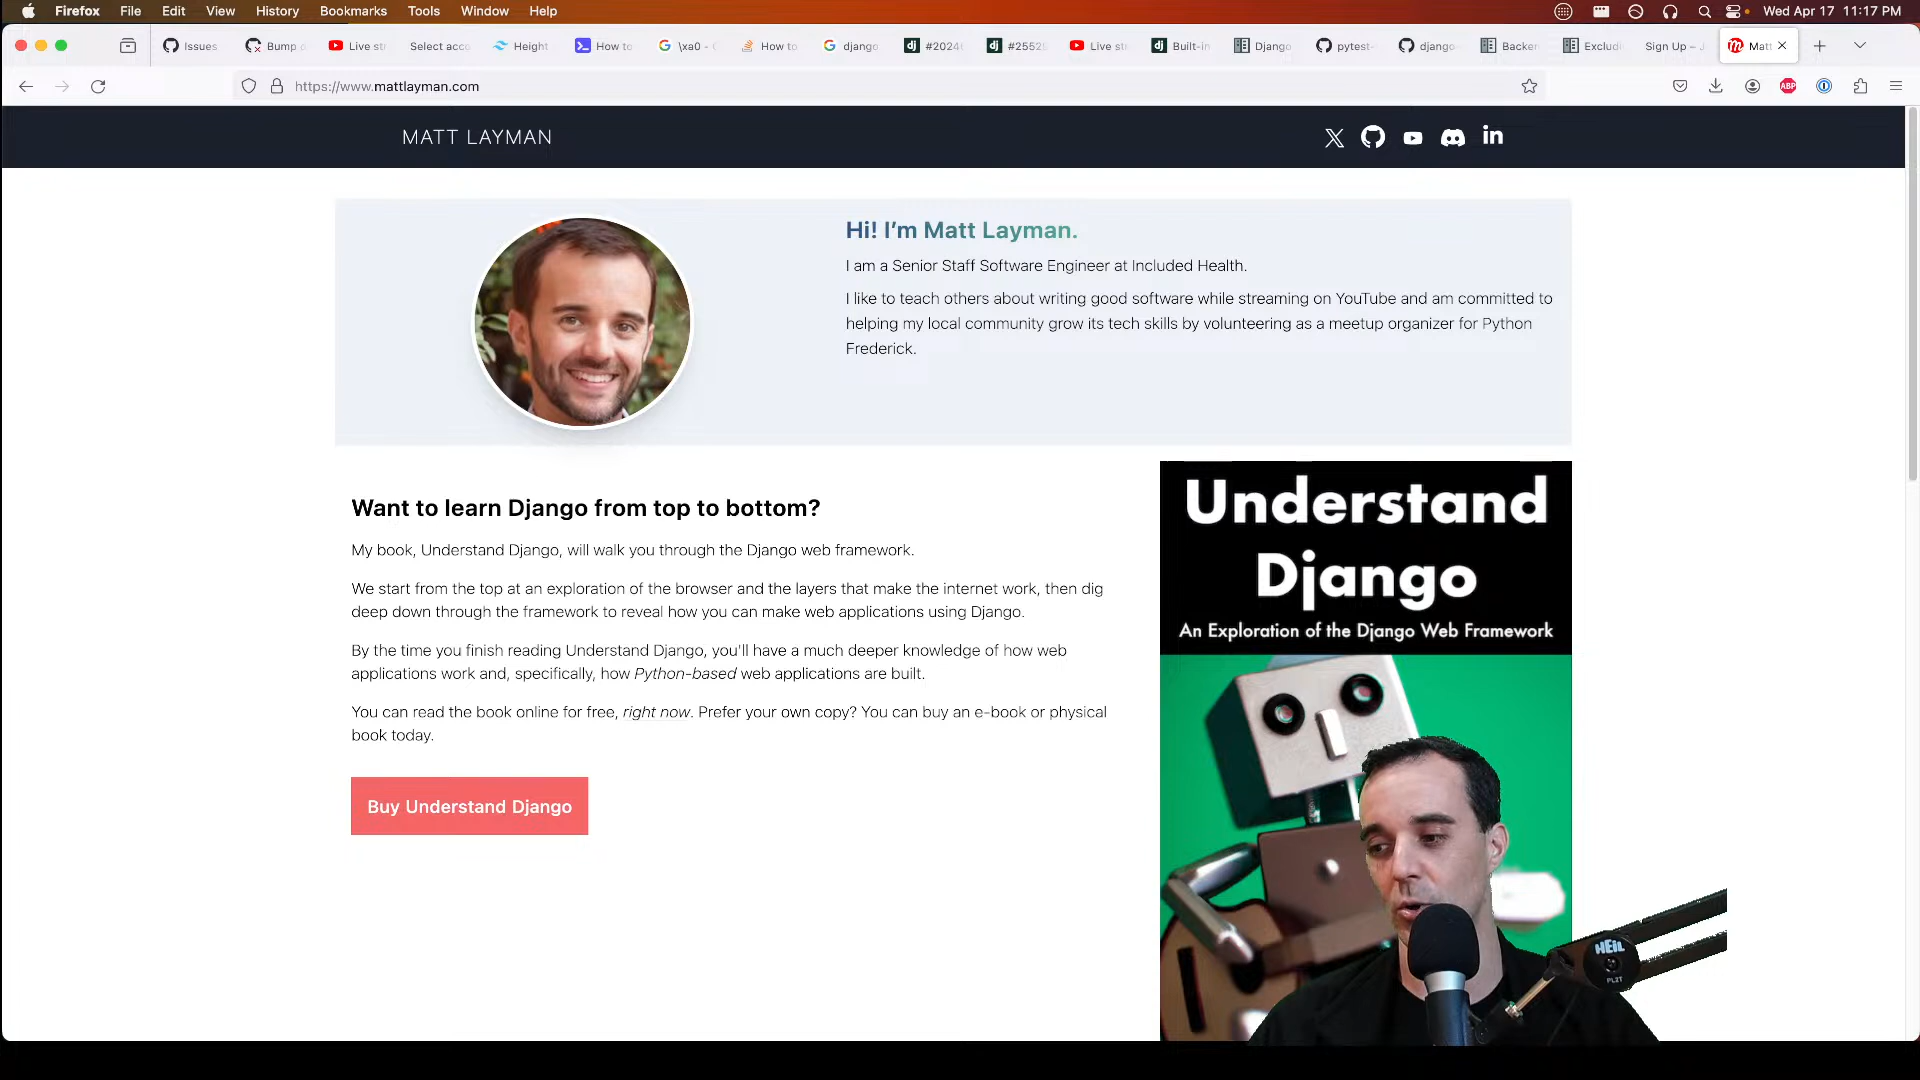 Firefox File Edit View History Bookmarks Tools Window Help Wed Apr 17 11:17 PM
Issues Bump Live st Select acco Height How to \xa0 - How to django #2024 #2552 Live st Built-in Django pytest- django- Backer Exclud Sign Up – Matt
https://www.mattlayman.com ABP
MATT LAYMAN
Hi! I’m Matt Layman.
I am a Senior Staff Software Engineer at Included Health.
I like to teach others about writing good software while streaming on YouTube and am committed to
helping my local community grow its tech skills by volunteering as a meetup organizer for Python
Frederick.
Want to learn Django from top to bottom?
My book, Understand Django, will walk you through the Django web framework.
We start from the top at an exploration of the browser and the layers that make the internet work, then dig
deep down through the framework to reveal how you can make web applications using Django.
By the time you finish reading Understand Django, you'll have a much deeper knowledge of how web
applications work and, specifically, how Python-based web applications are built.
You can read the book online for free, right now. Prefer your own copy? You can buy an e-book or physical
book today.
Buy Understand Django
Understand
Django
An Exploration of the Django Web Framework
HEIL
PL2T